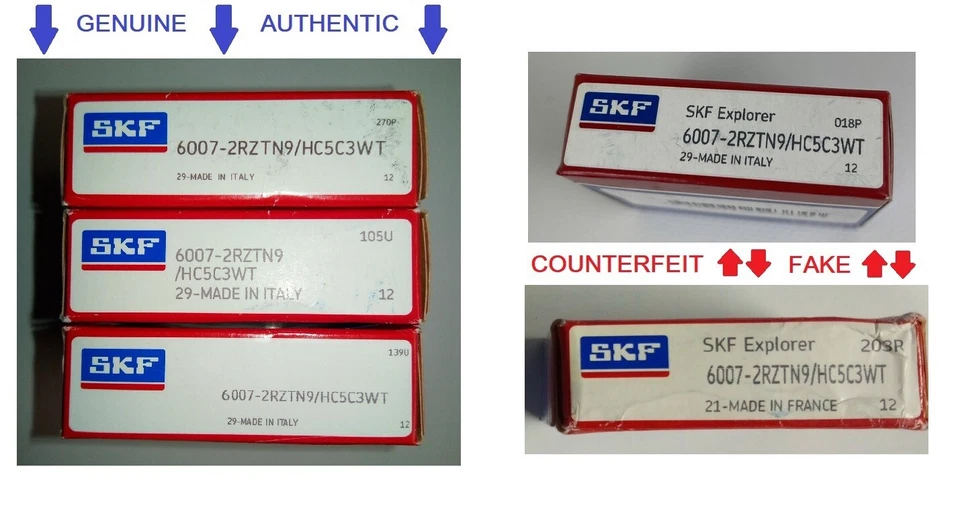 GENUINE AUTHENTIC
SKF
270P
6007-2RZTN9/HC5C3WT
29-MADE IN ITALY 12
SKF
105U
6007-2RZTN9
/HC5C3WT
29-MADE IN ITALY 12
SKF
139U
6007-2RZTN9/HC5C3WT
29-MADE IN ITALY
12
SKF
SKF Explorer 018P
6007-2RZTN9/HC5C3WT
29-MADE IN ITALY
12
COUNTERFEIT FAKE
SKF
SKF Explorer 203R
6007-2RZTN9/HC5C3WT
21-MADE IN FRANCE 12